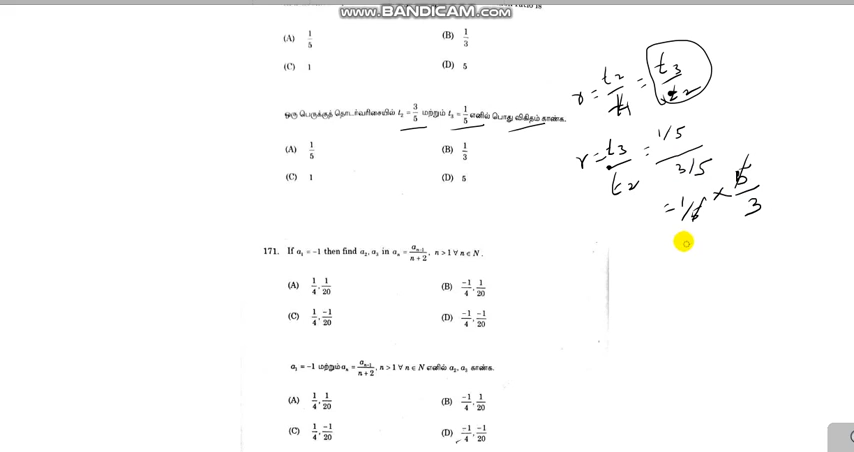 www.BANDICAM.com
(A) 1/5 (B) 1/3
(C) 1 (D) 5
ஒரு பெருக்குத் தொடர்வரிசையில் t₂ = 3/5 மற்றும் t₃ = 1/5 எனில் பொது விகிதம் காண்க.
(A) 1/5 (B) 1/3
(C) 1 (D) 5
r = t2/t1 = t3/t2
r = t3/t2 = 1/5 / 3/5
= 1/5 × 5/3
171. If a₁ = -1 then find a₂, a₃ in aₙ = aₙ₋₁/n+2, n > 1 ∀ n ∈ N.
(A) 1/4, 1/20 (B) -1/4, 1/20
(C) 1/4, -1/20 (D) -1/4, -1/20
a₁ = -1 மற்றும் aₙ = aₙ₋₁/n+2, n > 1 ∀ n ∈ N எனில் a₂, a₃ காண்க.
(A) 1/4, 1/20 (B) -1/4, 1/20
(C) 1/4, -1/20 (D) -1/4, -1/20